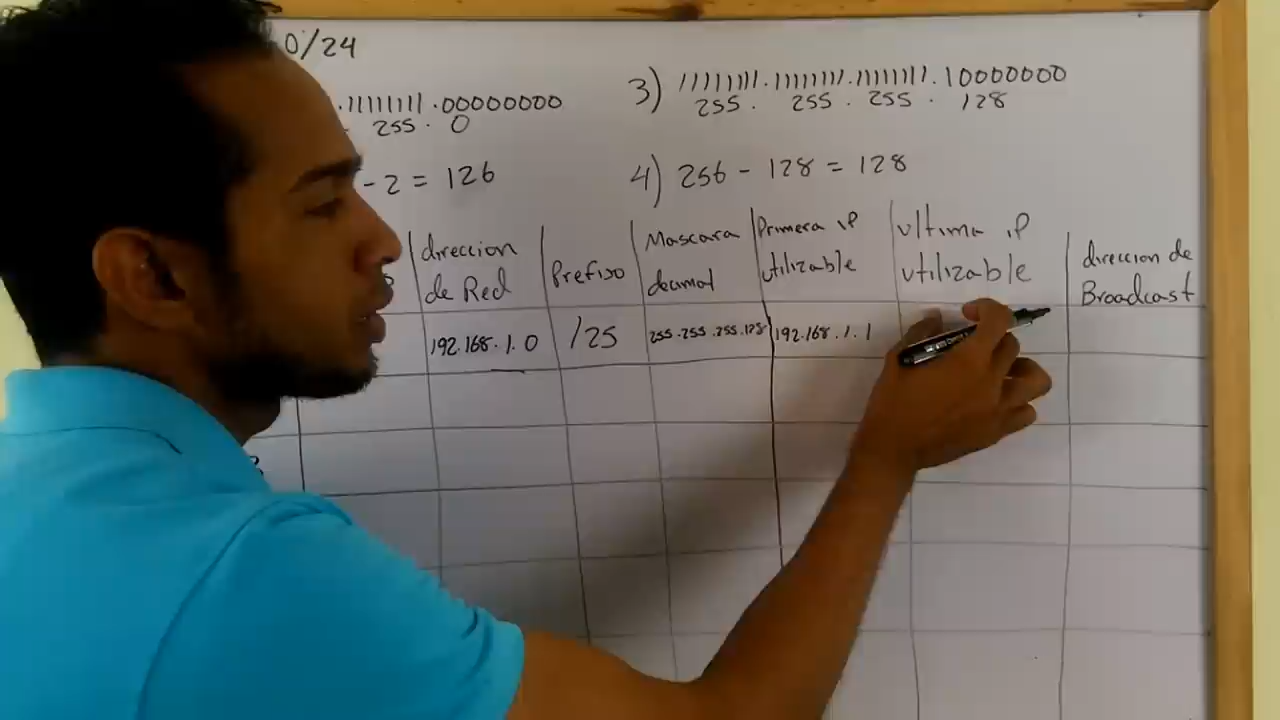 0/24
.11111111.00000000
255. 0
-2 = 126
3) 11111111.11111111.11111111.10000000
255. 255. 255. 128
4) 256 - 128 = 128
direccion de Red
Prefijo
Mascara decimal
Primera IP utilizable
ultima IP utilizable
direccion de Broadcast
192.168.1.0
/25
255.255.255.128
192.168.1.1